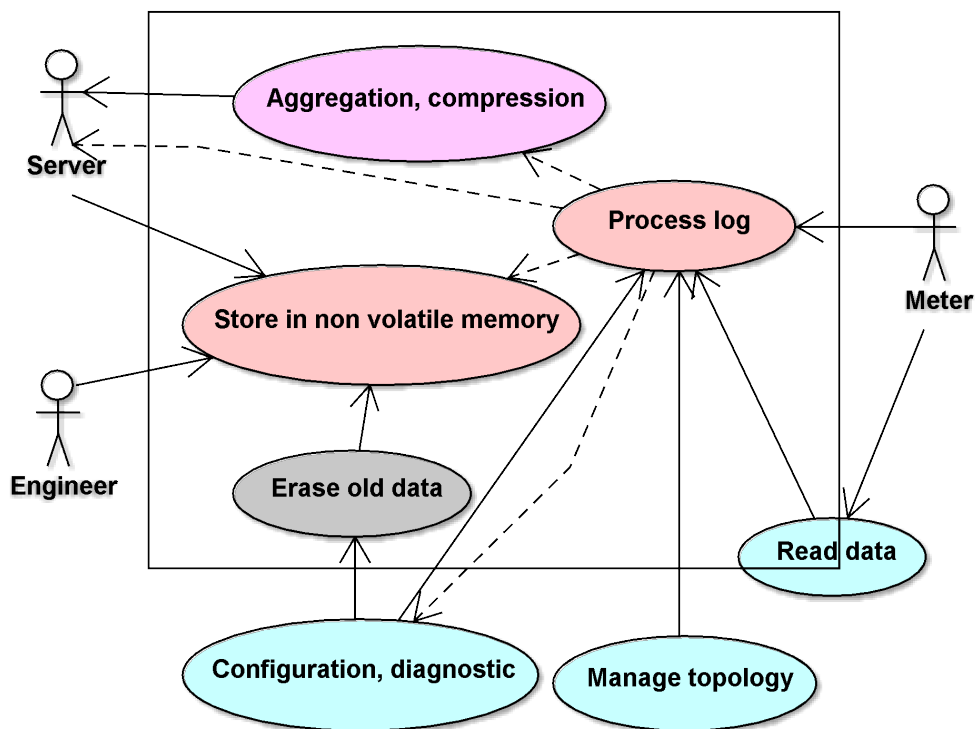 Aggregation, compression
Server
Process log
Meter
Store in non volatile memory
Engineer
Erase old data
Read data
Configuration, diagnostic
Manage topology